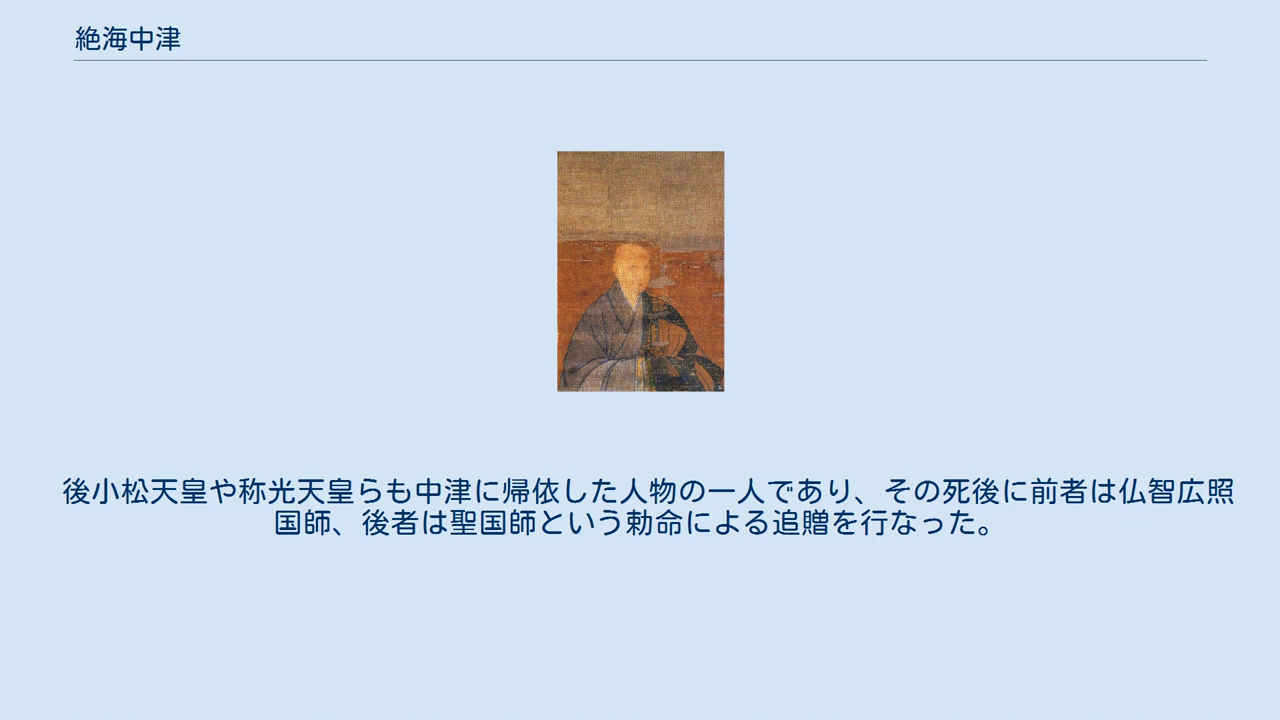 絶海中津
後小松天皇や称光天皇らも中津に帰依した人物の一人であり、その死後に前者は仏智広照
国師、後者は聖国師という勅命による追贈を行なった。